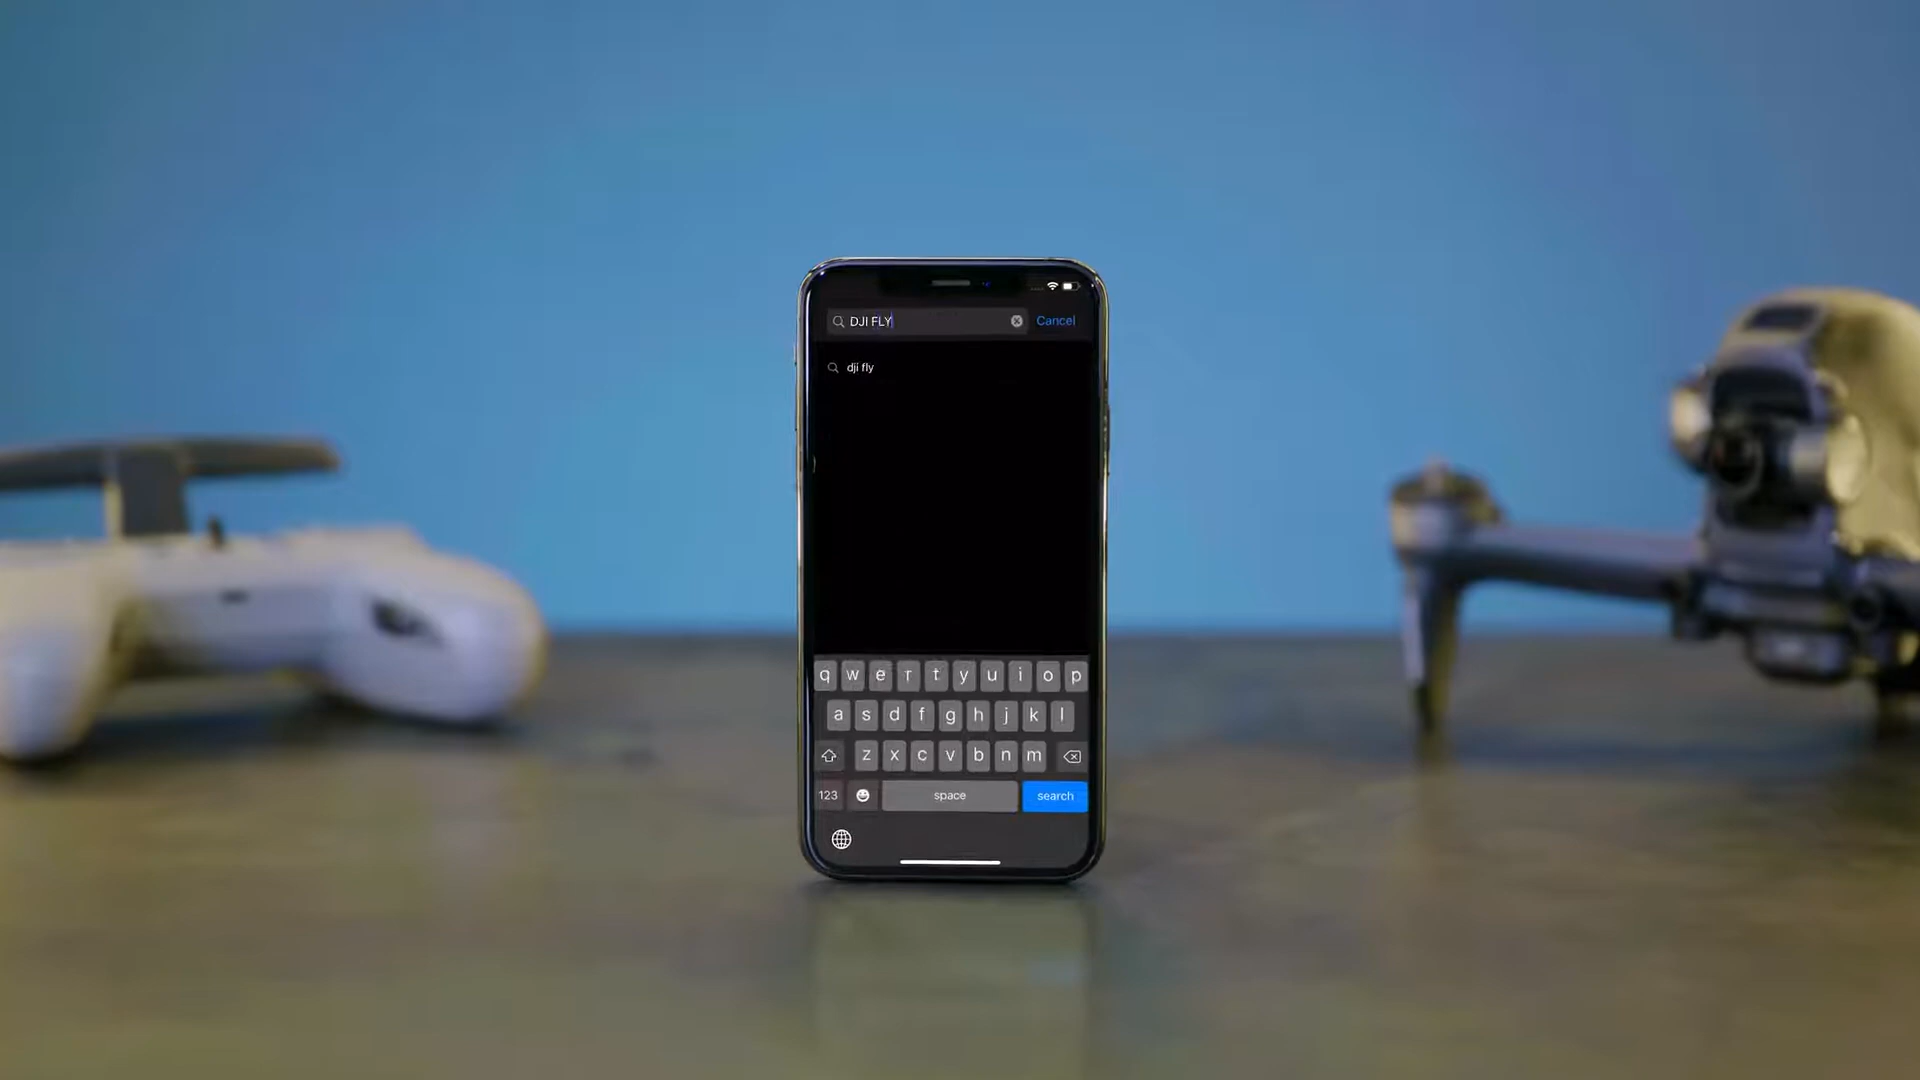 DJI FLY
Cancel
dji fly
q w e r t y u i o p
a s d f g h j k l
z x c v b n m
123
space
search